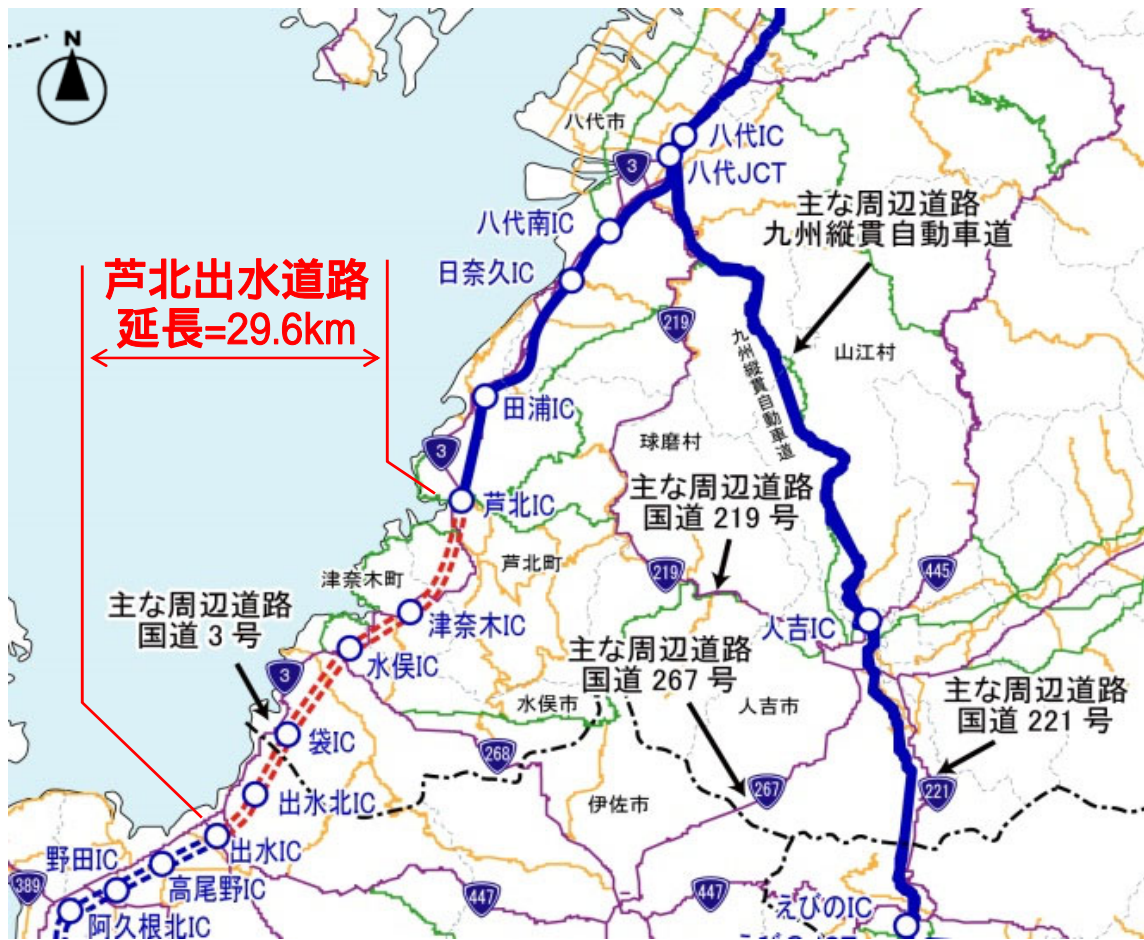 N
八代市
八代IC
3
八代JCT
主な周辺道路
九州縦貫自動車道
八代南IC
日奈久IC
芦北出水道路
延長=29.6km
219
九州縦貫自動車道
山江村
田浦IC
3
球磨村
主な周辺道路
国道 219 号
芦北IC
芦北町
津奈木町
219
445
主な周辺道路
国道 3 号
津奈木IC
人吉IC
3
水俣IC
主な周辺道路
国道 267 号
主な周辺道路
国道 221 号
水俣市
人吉市
袋IC
268
267
221
出水北IC
伊佐市
出水IC
野田IC
高尾野IC
389
447
447
阿久根北IC
えびのIC